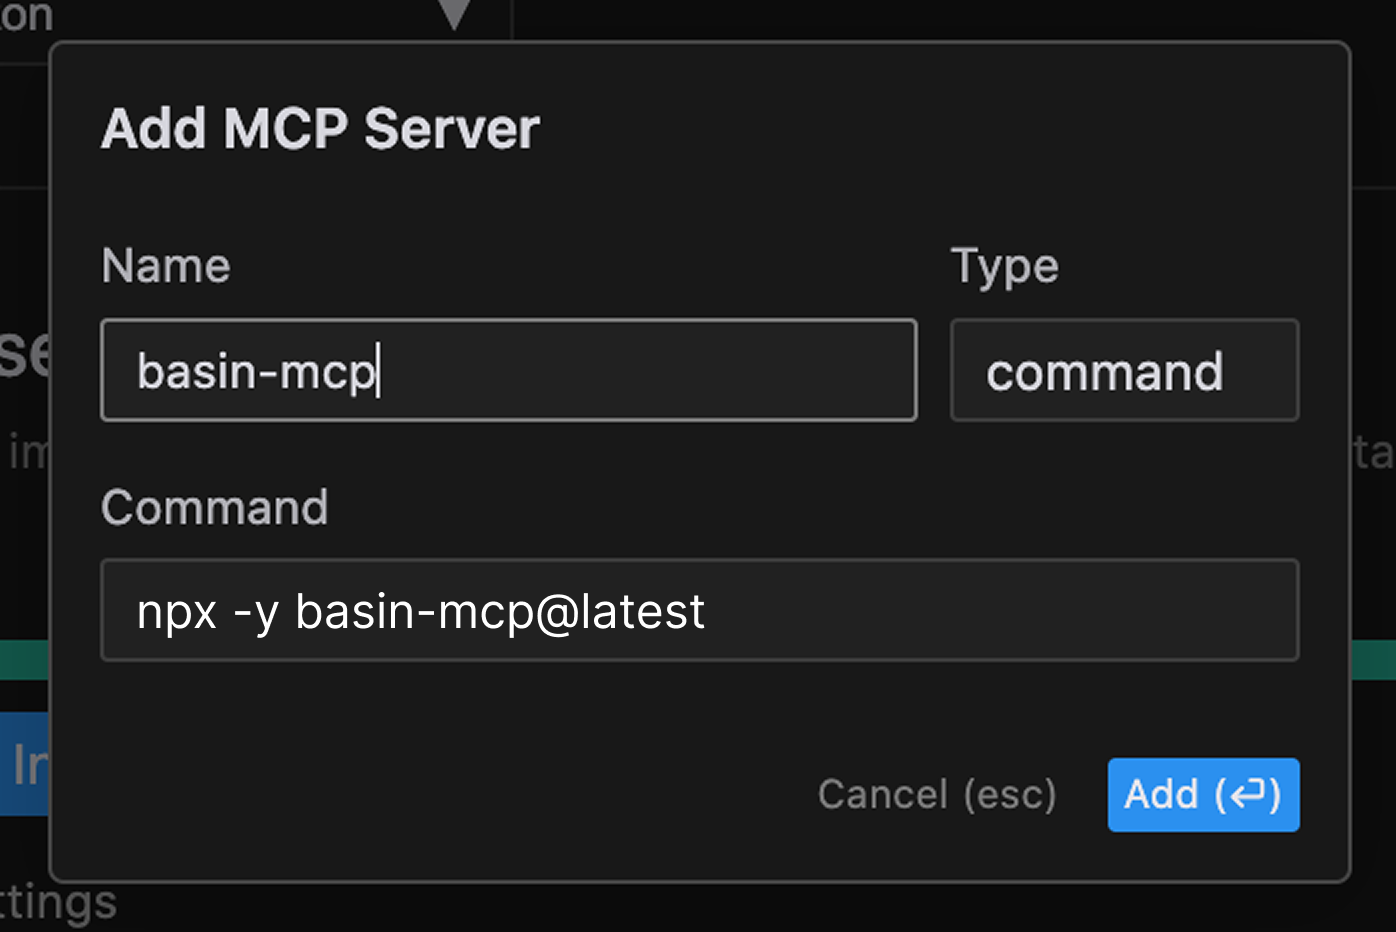 Add MCP Server
Name
Type
basin-mcp
command
Command
npx -y basin-mcp@latest
Cancel (esc)
Add (⏎)